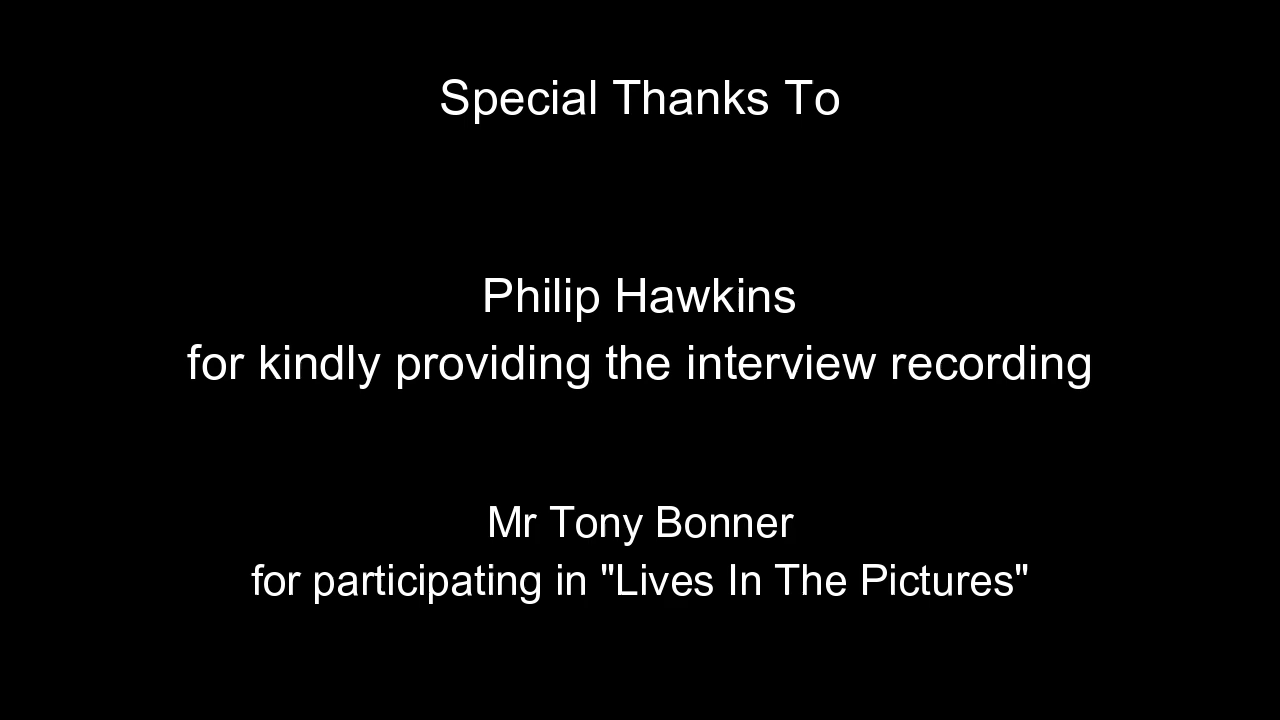 Special Thanks To
Philip Hawkins
for kindly providing the interview recording
Mr Tony Bonner
for participating in "Lives In The Pictures"